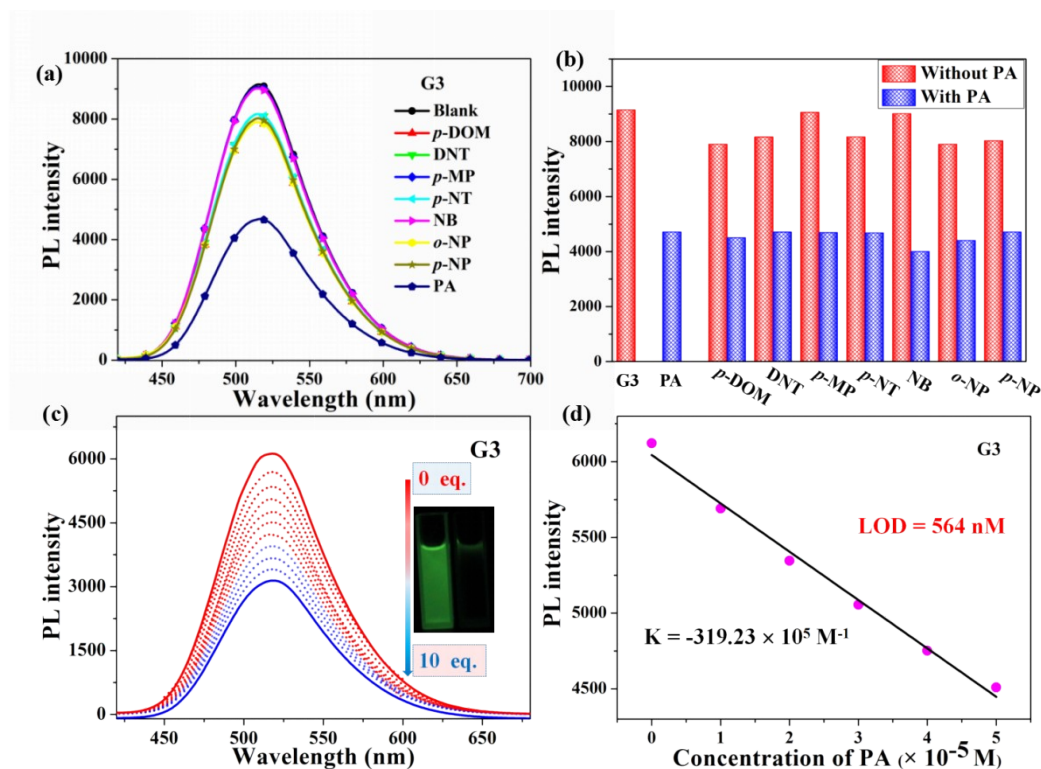 (a)
G3
Blank
p-DOM
DNT
p-MP
p-NT
NB
o-NP
p-NP
PA
PL intensity
10000
8000
6000
4000
2000
0
450 500 550 600 650 700
Wavelength (nm)
(b)
Without PA
With PA
PL intensity
10000
8000
6000
4000
2000
0
G3 PA p-DOM DNT p-MP p-NT NB o-NP p-NP
(c)
G3
0 eq.
10 eq.
PL intensity
6000
4500
3000
1500
0
450 500 550 600 650
Wavelength (nm)
(d)
G3
LOD = 564 nM
K = -319.23 × 10⁵ M⁻¹
PL intensity
6000
5500
5000
4500
0 1 2 3 4 5
Concentration of PA (× 10⁻⁵ M)